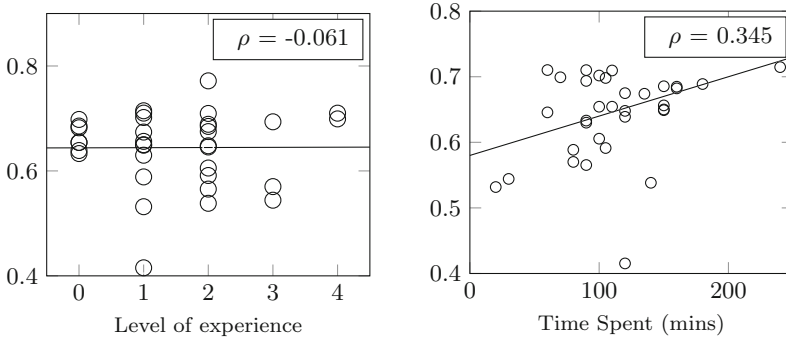 ρ = -0.061
0.8
0.6
0.4
0 1 2 3 4
Level of experience
ρ = 0.345
0.8
0.7
0.6
0.5
0.4
0 100 200
Time Spent (mins)